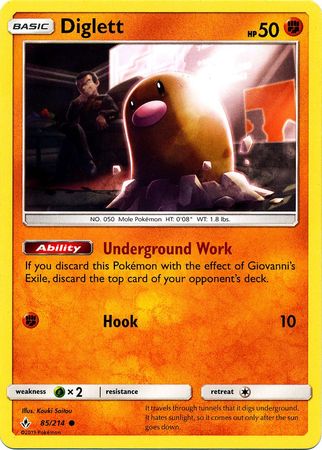 BASIC Diglett HP 50
NO. 050 Mole Pokémon HT: 0'08" WT: 1.8 lbs.
Ability Underground Work
If you discard this Pokémon with the effect of Giovanni's
Exile, discard the top card of your opponent's deck.
Hook 10
weakness × 2 resistance retreat
Illus. Kouki Saitou
85/214
©2019 Pokémon
It travels through tunnels that it digs underground.
It hates sunlight, so it comes out only after the sun
goes down.